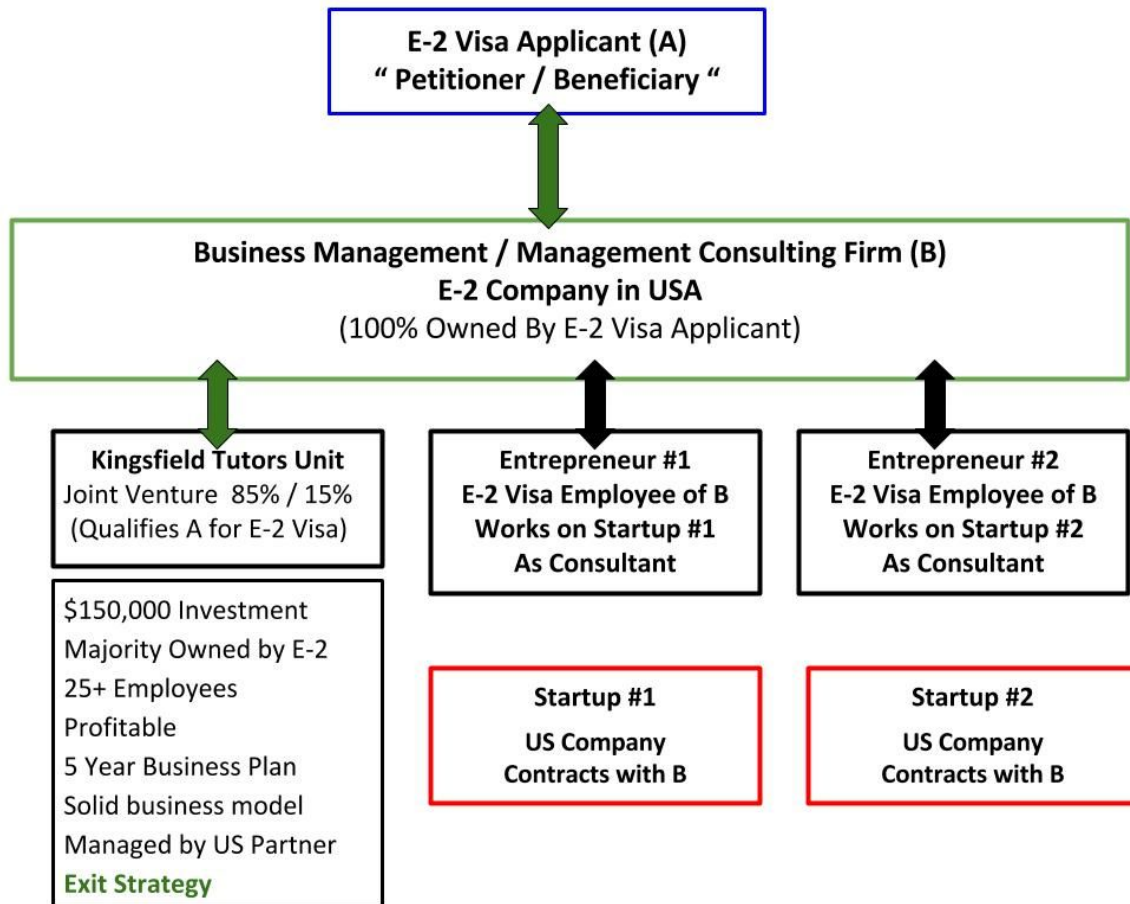 E-2 Visa Applicant (A)
“ Petitioner / Beneficiary “
Business Management / Management Consulting Firm (B)
E-2 Company in USA
(100% Owned By E-2 Visa Applicant)
Kingsfield Tutors Unit
Joint Venture 85% / 15%
(Qualifies A for E-2 Visa)
$150,000 Investment
Majority Owned by E-2
25+ Employees
Profitable
5 Year Business Plan
Solid business model
Managed by US Partner
Exit Strategy
Entrepreneur #1
E-2 Visa Employee of B
Works on Startup #1
As Consultant
Startup #1
US Company
Contracts with B
Entrepreneur #2
E-2 Visa Employee of B
Works on Startup #2
As Consultant
Startup #2
US Company
Contracts with B